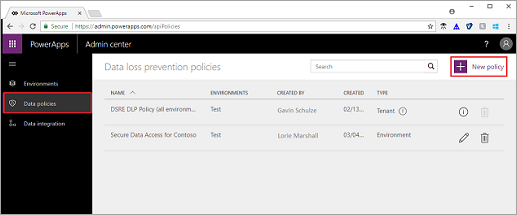 Microsoft PowerApps
Secure https://admin.powerapps.com/apiPolicies
PowerApps Admin center ?
Data loss prevention policies Search New policy
Environments
Data policies
Data integration
NAME ENVIRONMENTS CREATED BY CREATED TYPE
DSRE DLP Policy (all environm... Test Gavin Schulze 02/13... Tenant
Secure Data Access for Contoso Test Lorie Marshall 03/04... Environment